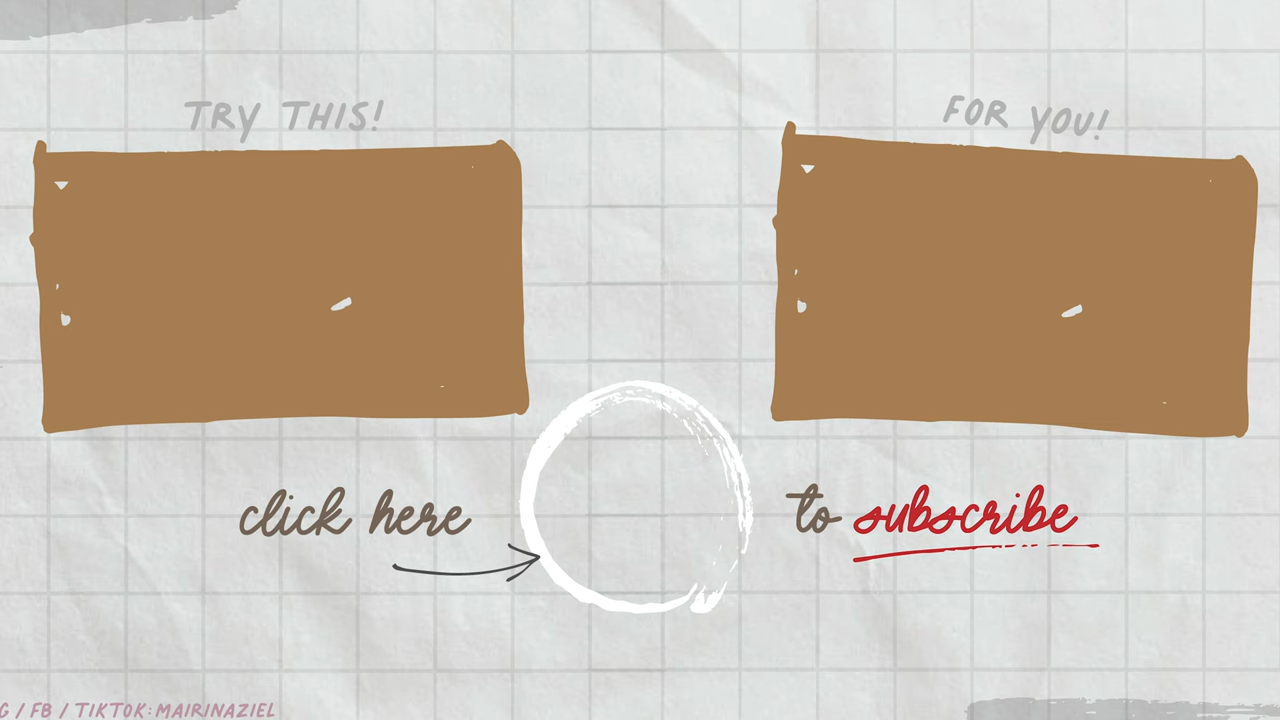 TRY THIS!
FOR YOU!
click here
to subscribe
G / FB / TIKTOK: MAIRINAZIEL